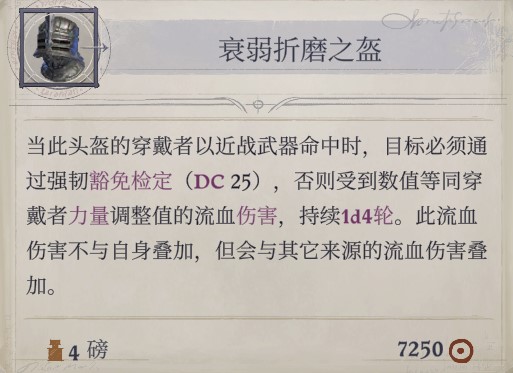 衰弱折磨之盔
当此头盔的穿戴者以近战武器命中时，目标必须通
过强韧豁免检定（DC 25），否则受到数值等同穿
戴者力量调整值的流血伤害，持续1d4轮。此流血
伤害不与自身叠加，但会与其它来源的流血伤害叠
加。
4 磅
7250